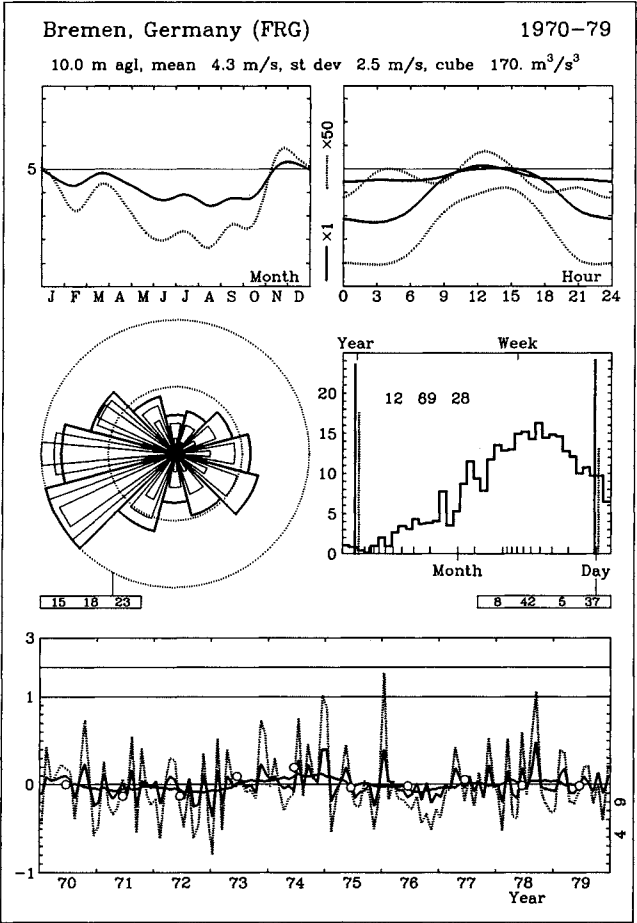 Bremen, Germany (FRG) 1970-79
10.0 m agl, mean 4.3 m/s, st dev 2.5 m/s, cube 170. m³/s³
5
×1 ×50
Month
J F M A M J J A S O N D
Hour
0 3 6 9 12 15 18 21 24
Year Week
20
15
10
5
0
12 69 28
Month Day
15 18 23
8 42 5 37
3
1
0
-1
9
4
70 71 72 73 74 75 76 77 78 79
Year